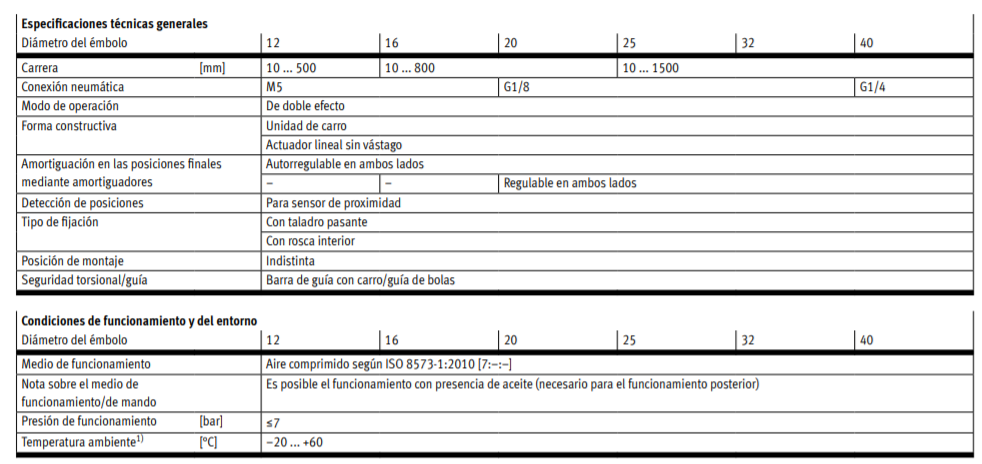 Especificaciones técnicas generales
Diámetro del émbolo 12 16 20 25 32 40
Carrera [mm] 10 … 500 10 … 800 10 … 1500
Conexión neumática M5 G1/8 G1/4
Modo de operación De doble efecto
Forma constructiva Unidad de carro
Actuador lineal sin vástago
Amortiguación en las posiciones finales Autorregulable en ambos lados
mediante amortiguadores – – Regulable en ambos lados
Detección de posiciones Para sensor de proximidad
Tipo de fijación Con taladro pasante
Con rosca interior
Posición de montaje Indistinta
Seguridad torsional/guía Barra de guía con carro/guía de bolas
Condiciones de funcionamiento y del entorno
Diámetro del émbolo 12 16 20 25 32 40
Medio de funcionamiento Aire comprimido según ISO 8573-1:2010 [7:–:–]
Nota sobre el medio de Es posible el funcionamiento con presencia de aceite (necesario para el funcionamiento posterior)
funcionamiento/de mando
Presión de funcionamiento [bar] ≤7
Temperatura ambiente1) [°C] –20 … +60